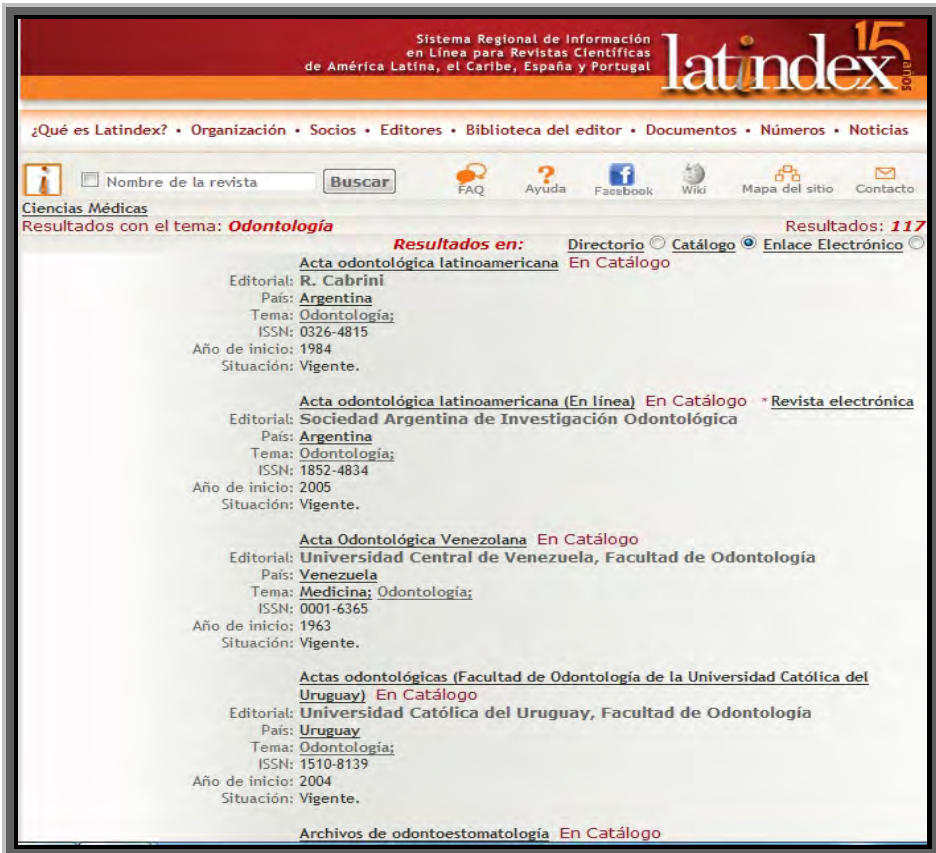 Sistema Regional de Información
en Línea para Revistas Científicas
de América Latina, el Caribe, España y Portugal
latindex 15 años
¿Qué es Latindex? • Organización • Socios • Editores • Biblioteca del editor • Documentos • Números • Noticias
i Nombre de la revista Buscar FAQ Ayuda Facebook Wiki Mapa del sitio Contacto
Ciencias Médicas
Resultados con el tema: Odontología Resultados: 117
Resultados en: Directorio Catálogo Enlace Electrónico
Acta odontológica latinoamericana En Catálogo
Editorial: R. Cabrini
País: Argentina
Tema: Odontología;
ISSN: 0326-4815
Año de inicio: 1984
Situación: Vigente.
Acta odontológica latinoamericana (En línea) En Catálogo * Revista electrónica
Editorial: Sociedad Argentina de Investigación Odontológica
País: Argentina
Tema: Odontología;
ISSN: 1852-4834
Año de inicio: 2005
Situación: Vigente.
Acta Odontológica Venezolana En Catálogo
Editorial: Universidad Central de Venezuela, Facultad de Odontología
País: Venezuela
Tema: Medicina; Odontología;
ISSN: 0001-6365
Año de inicio: 1963
Situación: Vigente.
Actas odontológicas (Facultad de Odontología de la Universidad Católica del
Uruguay) En Catálogo
Editorial: Universidad Católica del Uruguay, Facultad de Odontología
País: Uruguay
Tema: Odontología;
ISSN: 1510-8139
Año de inicio: 2004
Situación: Vigente.
Archivos de odontoestomatología En Catálogo